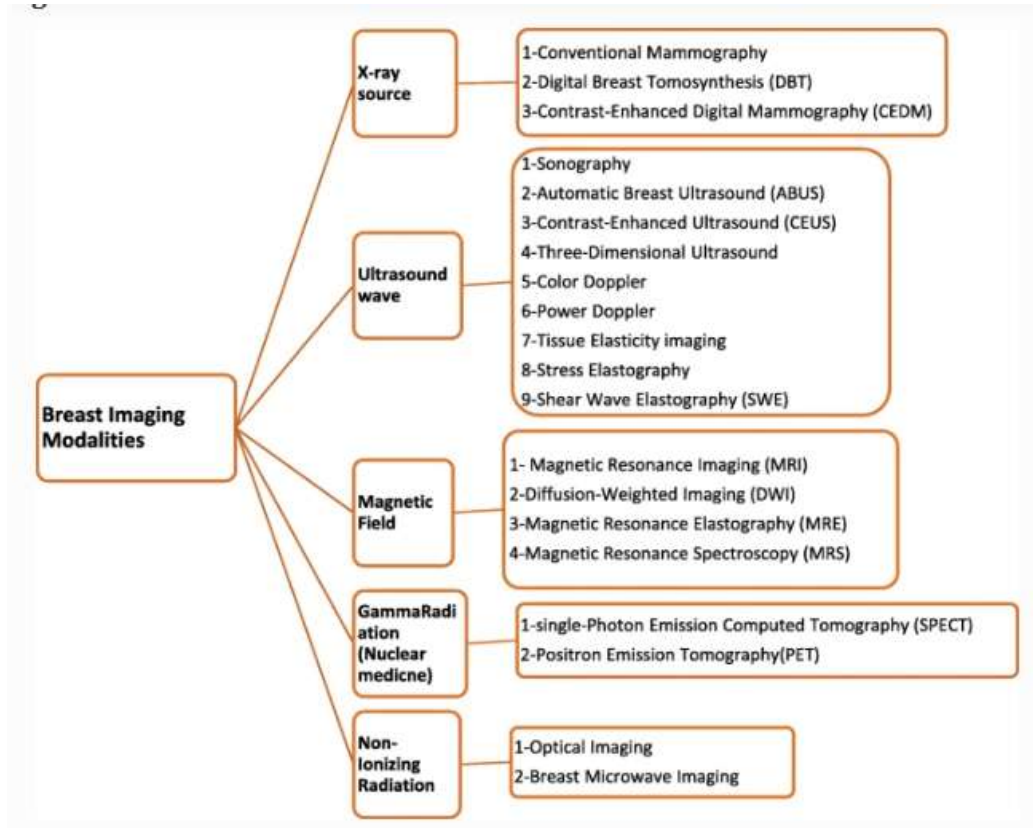 Breast Imaging
Modalities
X-ray
source
1-Conventional Mammography
2-Digital Breast Tomosynthesis (DBT)
3-Contrast-Enhanced Digital Mammography (CEDM)
Ultrasound
wave
1-Sonography
2-Automatic Breast Ultrasound (ABUS)
3-Contrast-Enhanced Ultrasound (CEUS)
4-Three-Dimensional Ultrasound
5-Color Doppler
6-Power Doppler
7-Tissue Elasticity imaging
8-Stress Elastography
9-Shear Wave Elastography (SWE)
Magnetic
Field
1- Magnetic Resonance Imaging (MRI)
2-Diffusion-Weighted Imaging (DWI)
3-Magnetic Resonance Elastography (MRE)
4-Magnetic Resonance Spectroscopy (MRS)
GammaRadi
ation
(Nuclear
medicne)
1-single-Photon Emission Computed Tomography (SPECT)
2-Positron Emission Tomography(PET)
Non-
Ionizing
Radiation
1-Optical Imaging
2-Breast Microwave Imaging